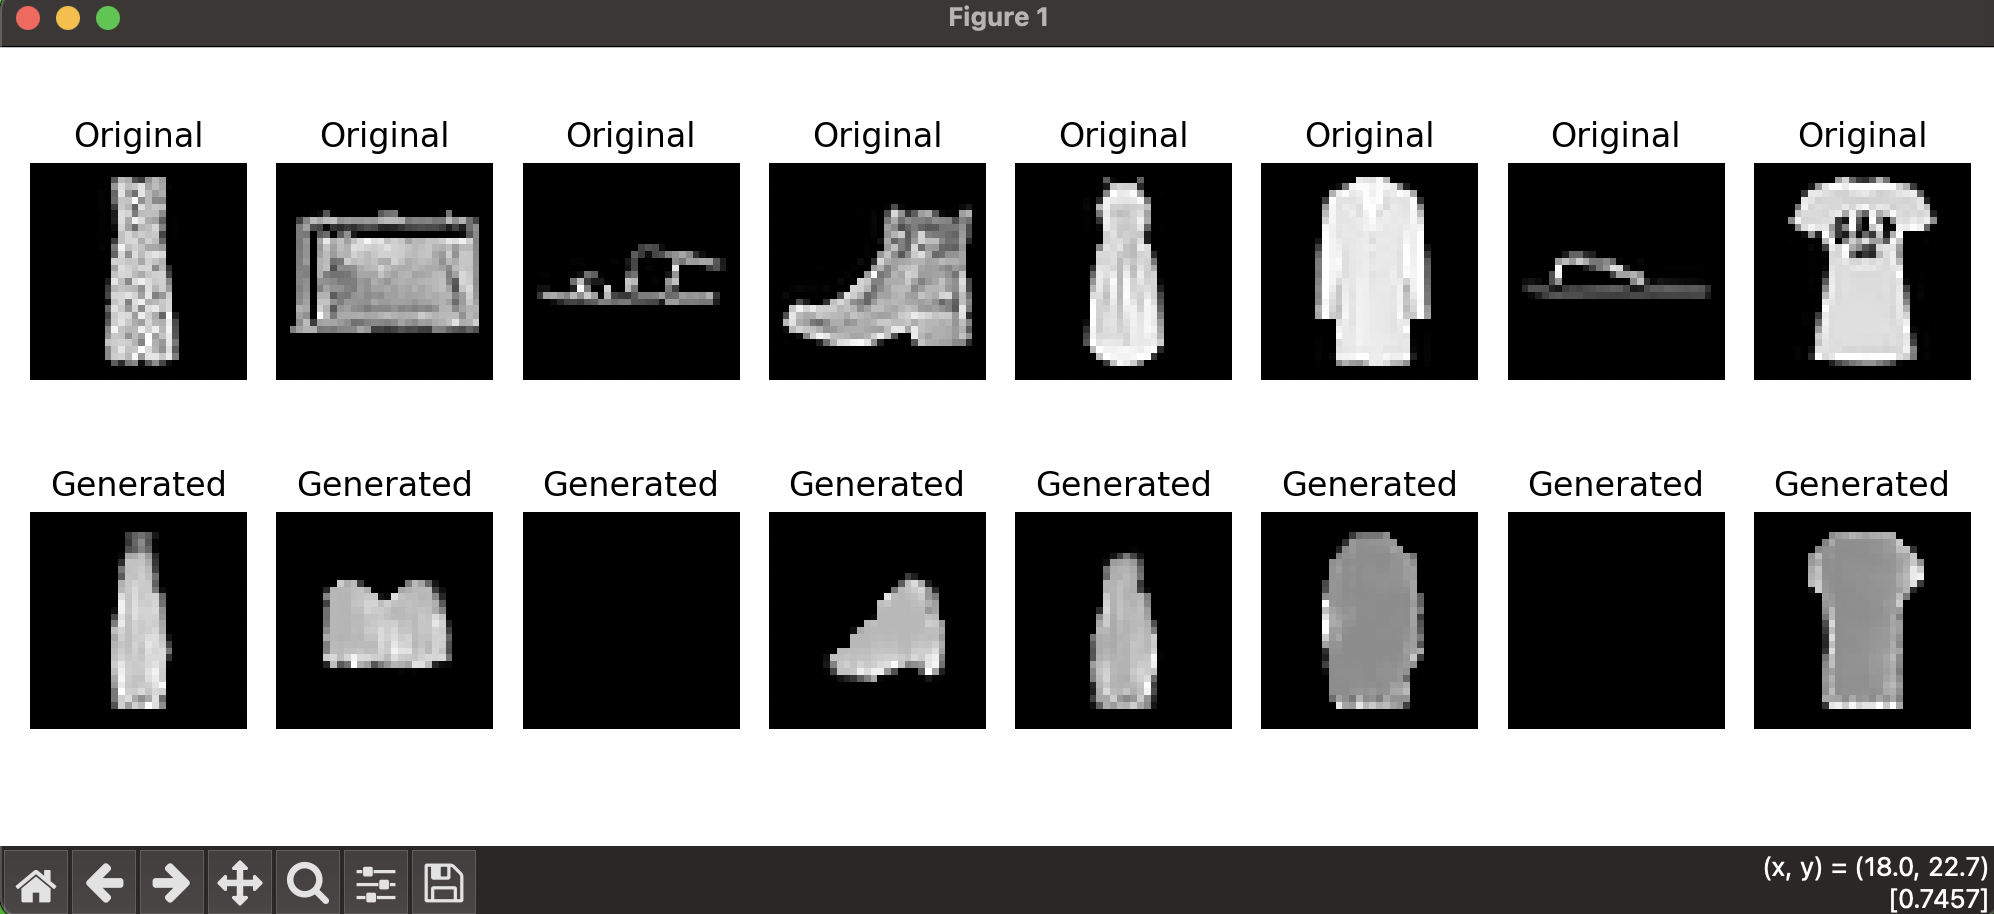 Figure 1
Original Original Original Original Original Original Original Original
Generated Generated Generated Generated Generated Generated Generated Generated
(x, y) = (18.0, 22.7)
[0.7457]